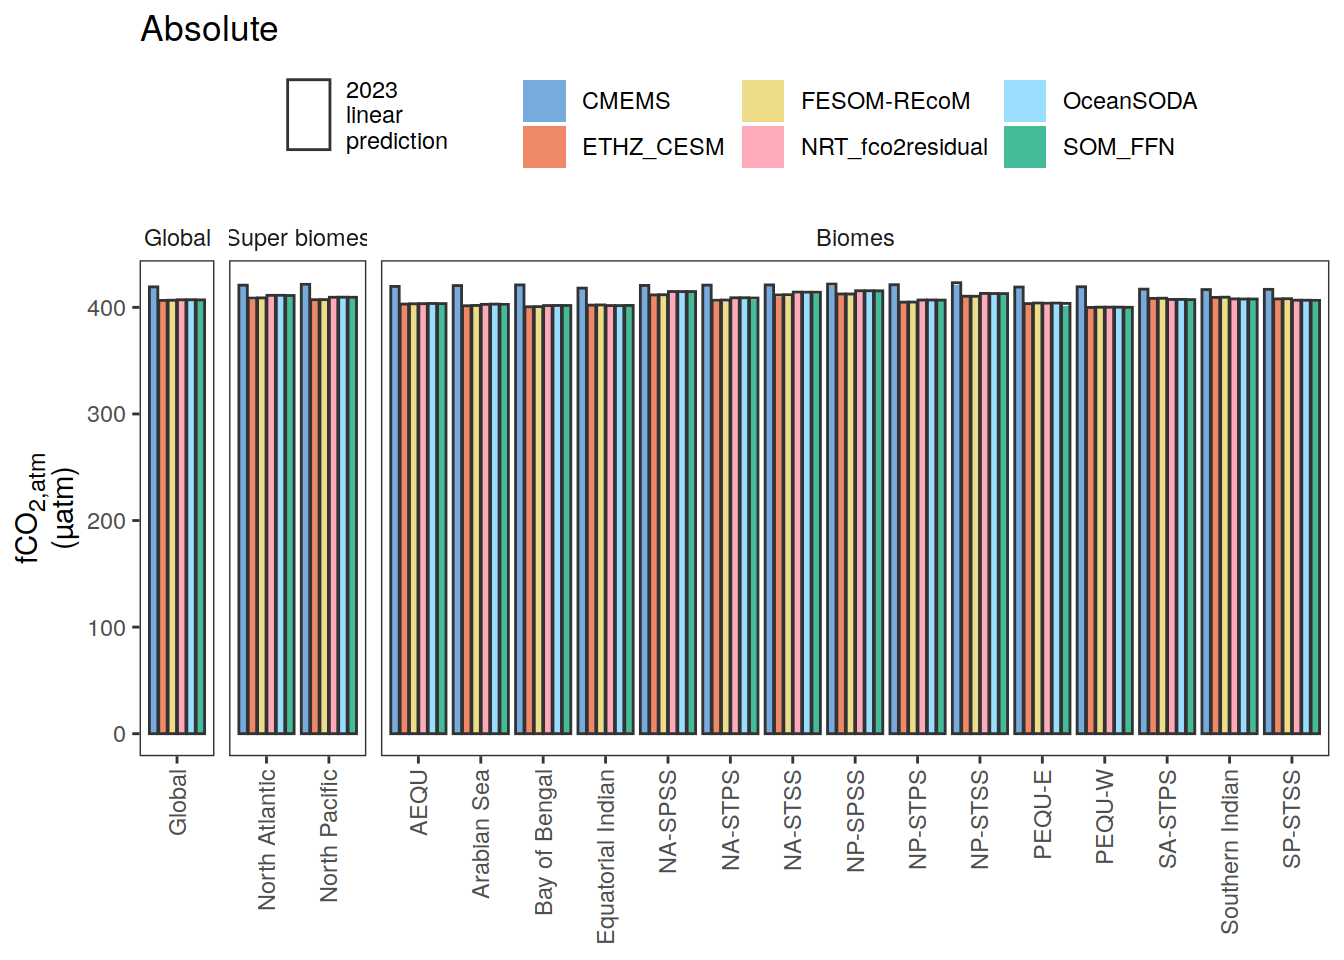 Absolute
2023
linear
prediction
CMEMS
FESOM-REcoM
OceanSODA
ETHZ_CESM
NRT_fco2residual
SOM_FFN
Global
Super biomes
Biomes
fCO2,atm
(µatm)
400
300
200
100
0
Global
North Atlantic
North Pacific
AEQU
Arabian Sea
Bay of Bengal
Equatorial Indian
NA-SPSS
NA-STPS
NA-STSS
NP-SPSS
NP-STPS
NP-STSS
PEQU-E
PEQU-W
SA-STPS
Southern Indian
SP-STSS